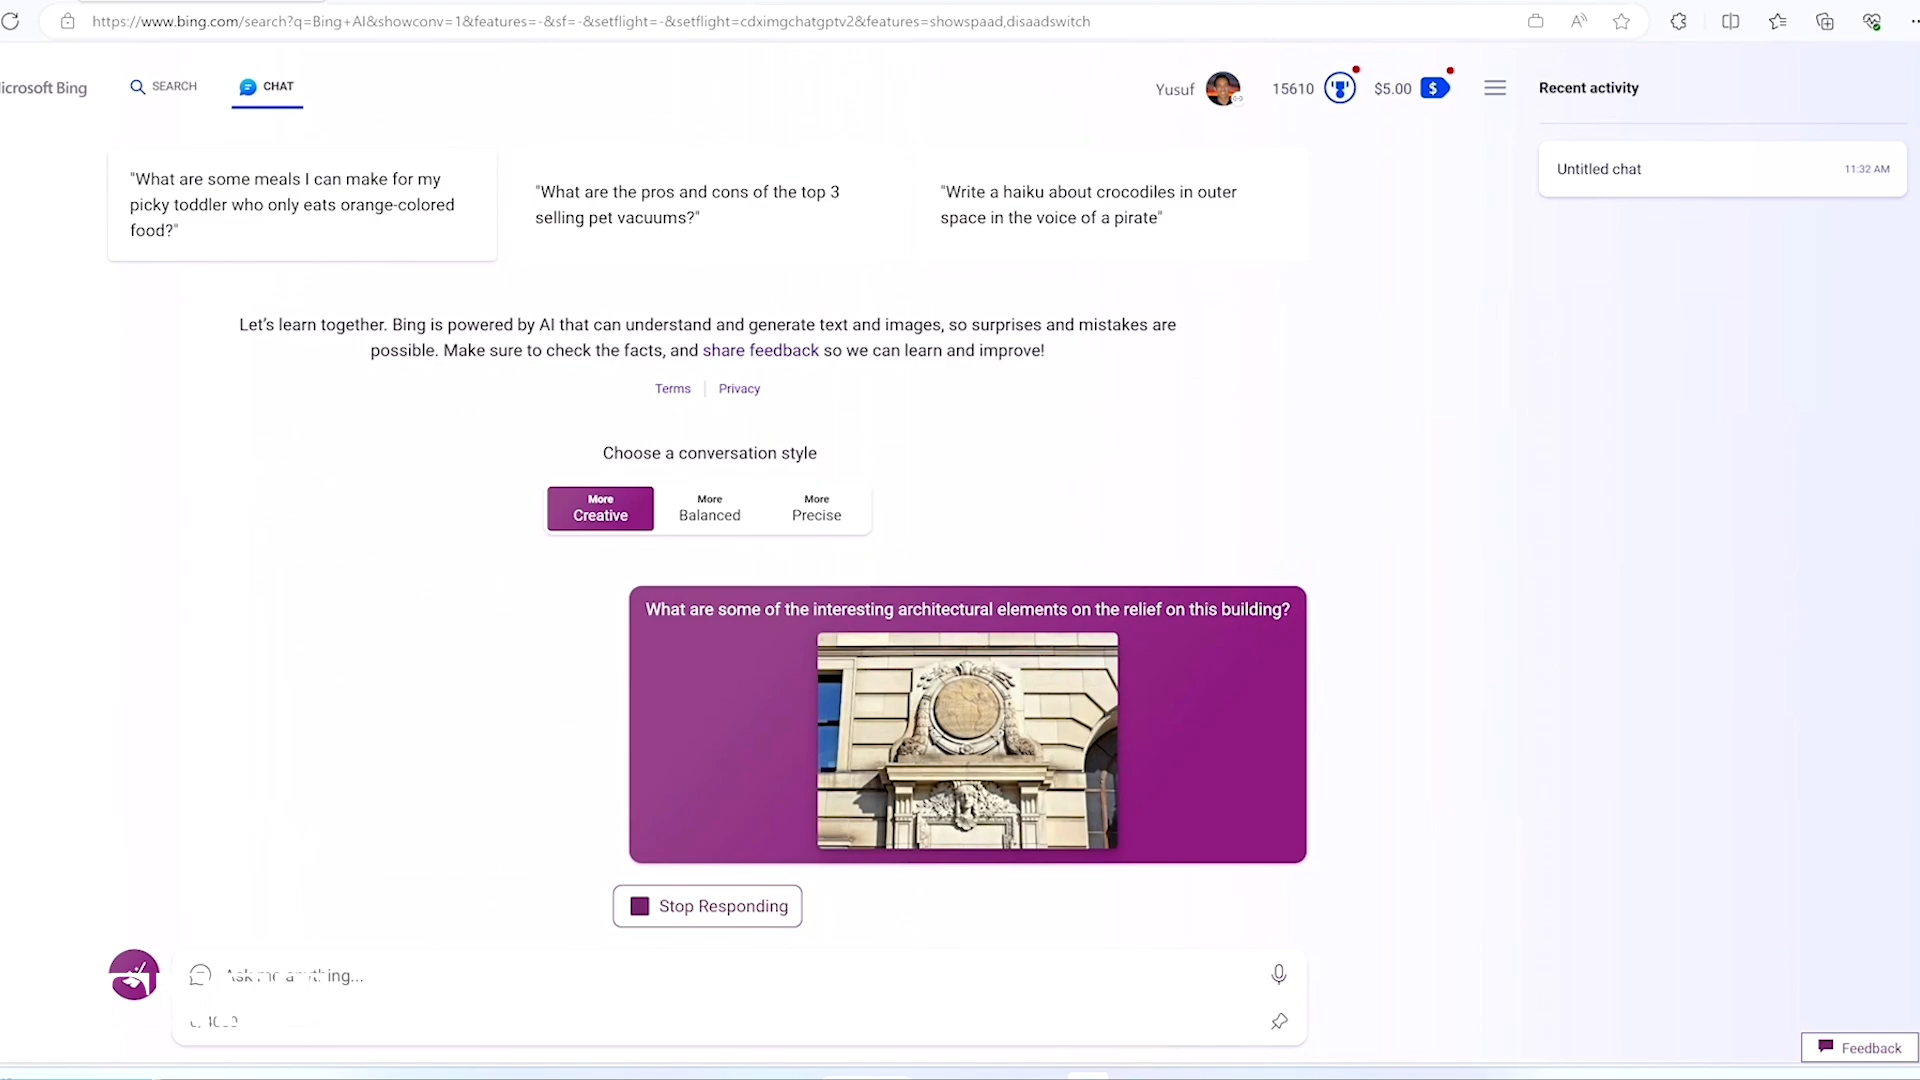 https://www.bing.com/search?q=Bing+AI&showconv=1&features=-&sf=-&setflight=-&setflight=cdximgchatgptv2&features=showspaad,disaadswitch
icrosoft Bing
SEARCH
CHAT
Yusuf
15610
$5.00
Recent activity
Untitled chat
11:32 AM
"What are some meals I can make for my
picky toddler who only eats orange-colored
food?"
"What are the pros and cons of the top 3
selling pet vacuums?"
"Write a haiku about crocodiles in outer
space in the voice of a pirate"
Let's learn together. Bing is powered by AI that can understand and generate text and images, so surprises and mistakes are
possible. Make sure to check the facts, and share feedback so we can learn and improve!
Terms
Privacy
Choose a conversation style
More Creative
More Balanced
More Precise
What are some of the interesting architectural elements on the relief on this building?
Stop Responding
Ask me anything...
Feedback